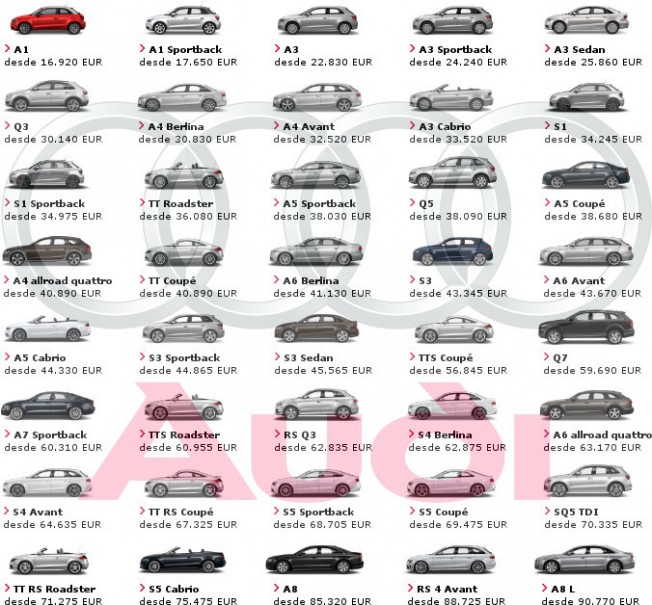 A1 A1 Sportback A3 A3 Sportback A3 Sedan
desde 16.920 EUR desde 17.650 EUR desde 22.830 EUR desde 24.240 EUR desde 25.860 EUR
Q3 A4 Berlina A4 Avant A3 Cabrio S1
desde 30.140 EUR desde 30.830 EUR desde 32.520 EUR desde 33.520 EUR desde 34.245 EUR
S1 Sportback TT Roadster A5 Sportback Q5 A5 Coupé
desde 34.975 EUR desde 36.080 EUR desde 38.030 EUR desde 38.090 EUR desde 38.680 EUR
A4 allroad quattro TT Coupé A6 Berlina S3 A6 Avant
desde 40.890 EUR desde 40.890 EUR desde 41.130 EUR desde 43.345 EUR desde 43.670 EUR
A5 Cabrio S3 Sportback S3 Sedan TTS Coupé Q7
desde 44.330 EUR desde 44.865 EUR desde 45.565 EUR desde 56.845 EUR desde 59.690 EUR
A7 Sportback TTS Roadster RS Q3 S4 Berlina A6 allroad quattro
desde 60.310 EUR desde 60.955 EUR desde 62.835 EUR desde 62.875 EUR desde 63.170 EUR
Auòi
S4 Avant TT RS Coupé S5 Sportback S5 Coupé SQ5 TDI
desde 64.635 EUR desde 67.325 EUR desde 68.705 EUR desde 69.475 EUR desde 70.335 EUR
TT RS Roadster S5 Cabrio A8 RS 4 Avant A8 L
desde 71.275 EUR desde 75.475 EUR desde 85.320 EUR desde 88.725 EUR desde 90.770 EUR